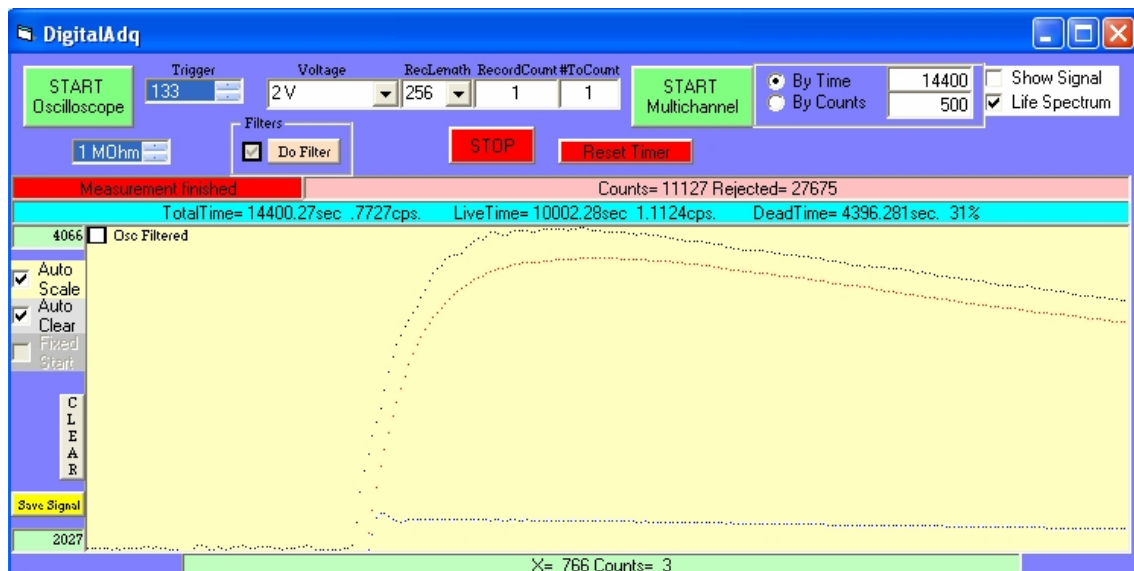 DigitalAdq
START Oscilloscope
Trigger
133
Voltage
2 V
RecLength
256
RecordCount
1
#ToCount
1
START Multichannel
By Time
14400
By Counts
500
Show Signal
Life Spectrum
1 MOhm
Filters
Do Filter
STOP
Reset Timer
Measurement finished
Counts= 11127 Rejected= 27675
TotalTime= 14400.27sec .7727cps. LiveTime= 10002.28sec 1.1124cps. DeadTime= 4396.281sec. 31%
4066
Osc Filtered
Auto Scale
Auto Clear
Fixed Start
CLEAR
Save Signal
2027
X= 766 Counts= 3